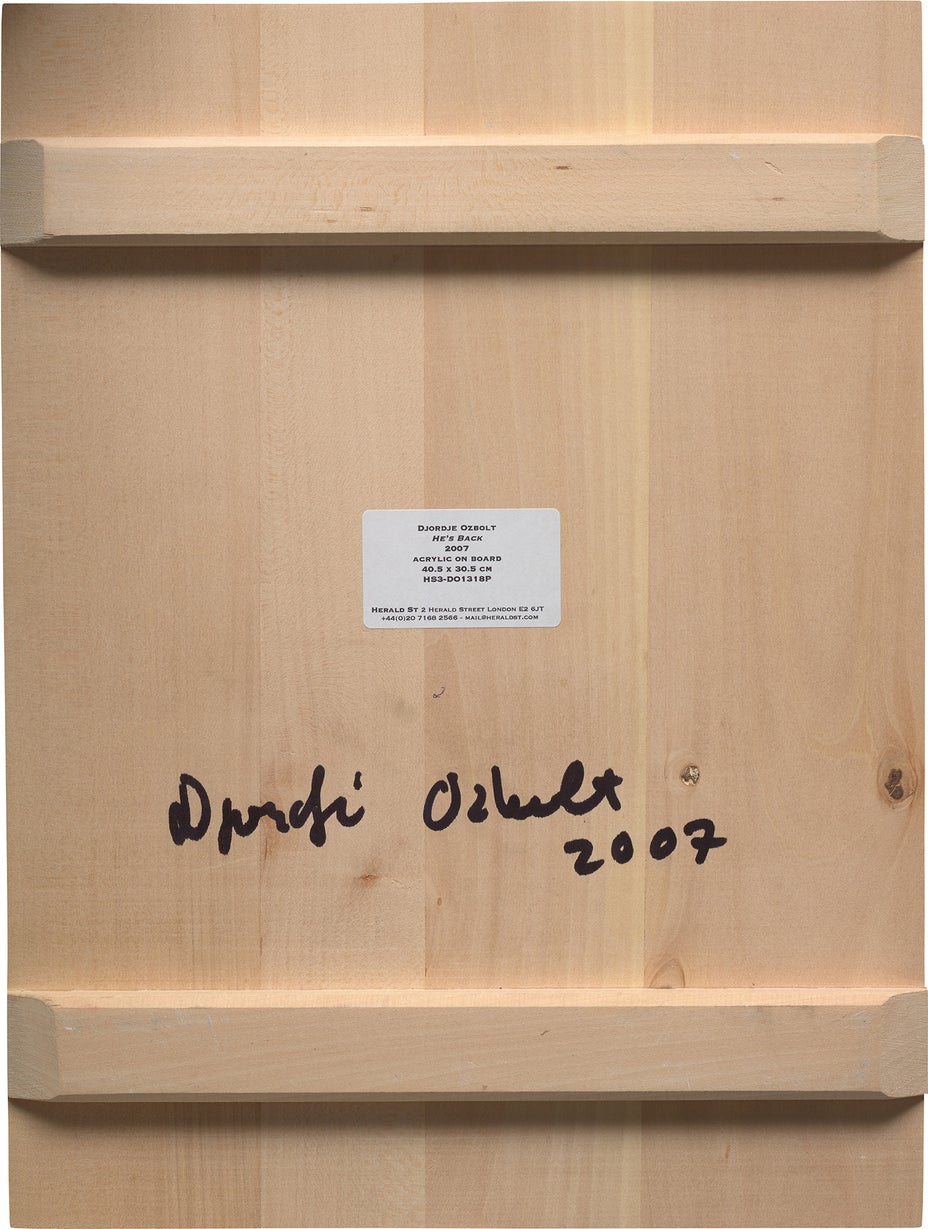 DJORDJE OZBOLT
HE'S BACK
2007
ACRYLIC ON BOARD
40.5 X 30.5 CM
HS3-DO1318P
HERALD ST 2 HERALD STREET LONDON E2 6JT
+44(0)20 7168 2566 - MAIL@HERALDST.COM
Djordje Ozbolt
2007